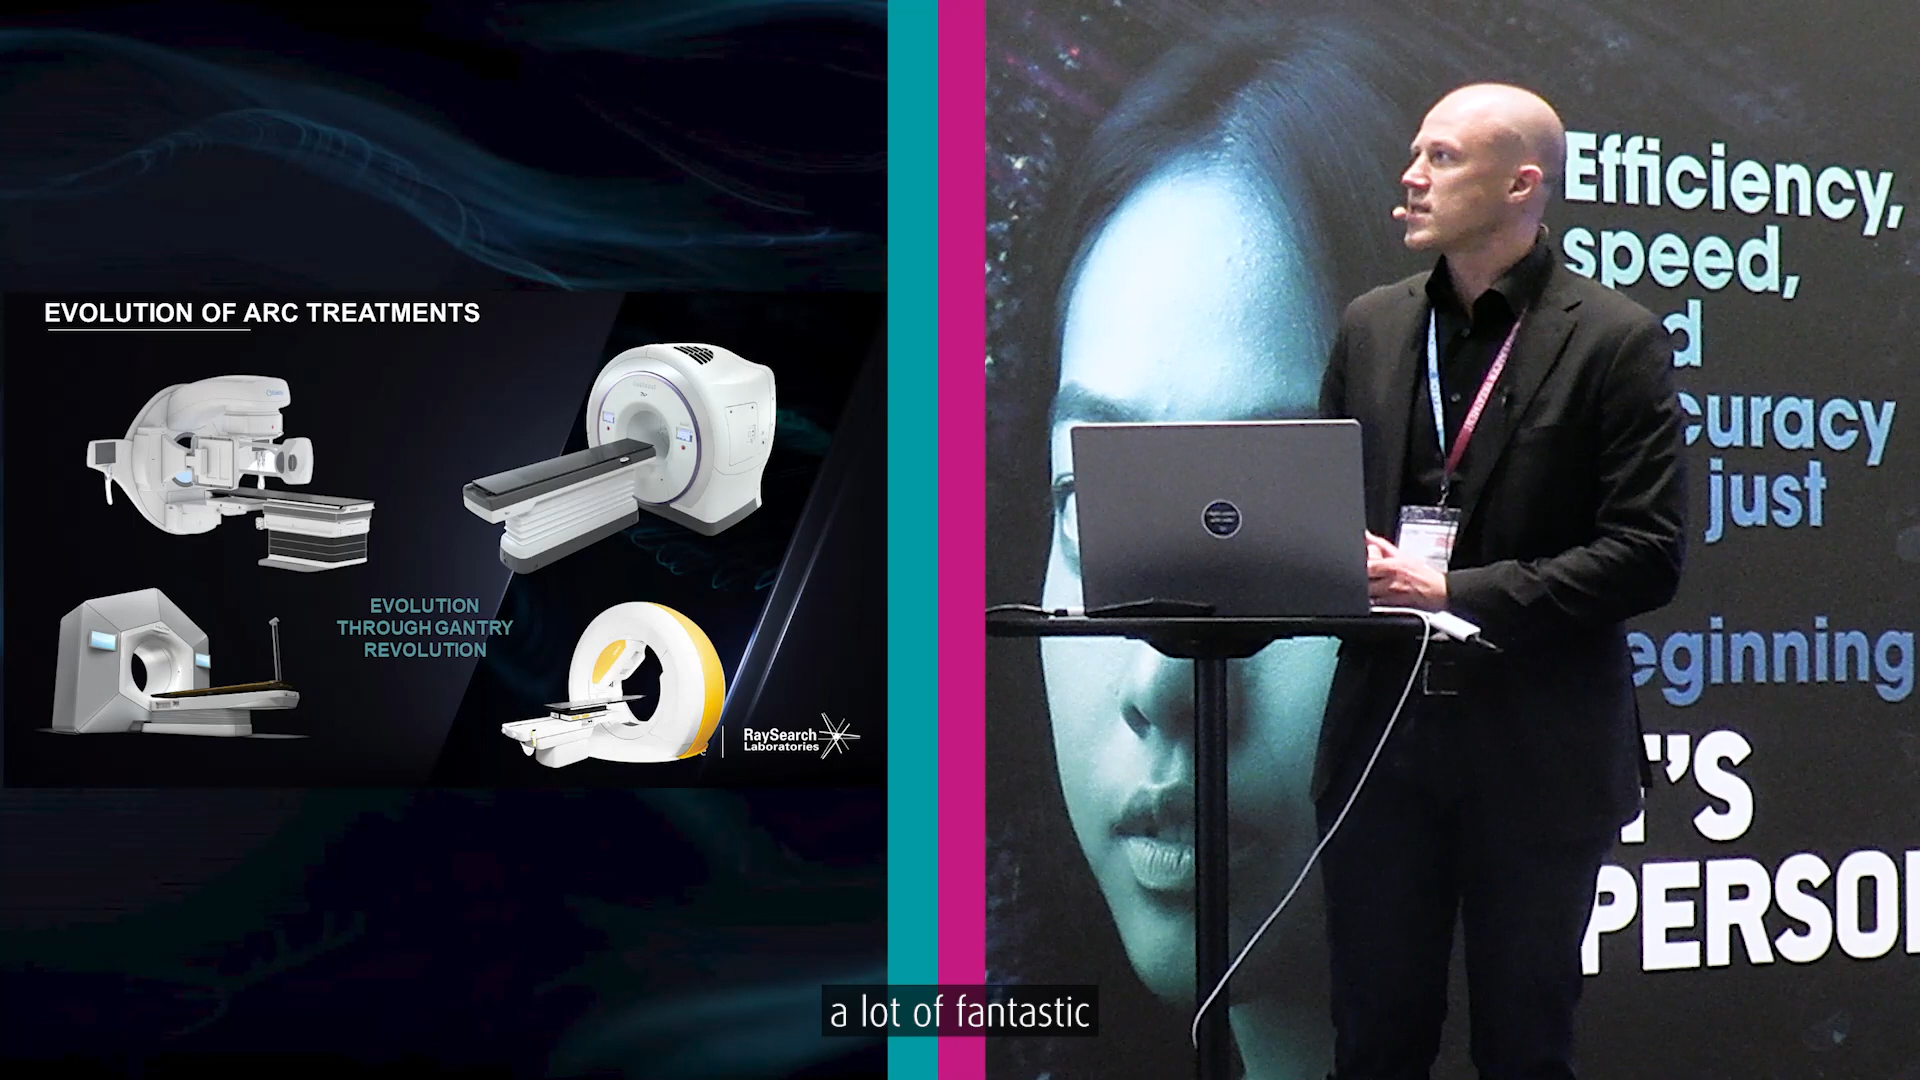 EVOLUTION OF ARC TREATMENTS
EVOLUTION
THROUGH GANTRY
REVOLUTION
RaySearch
Laboratories
Efficiency,
speed,
d
curacy
just
eginning
'S
PERSO
a lot of fantastic